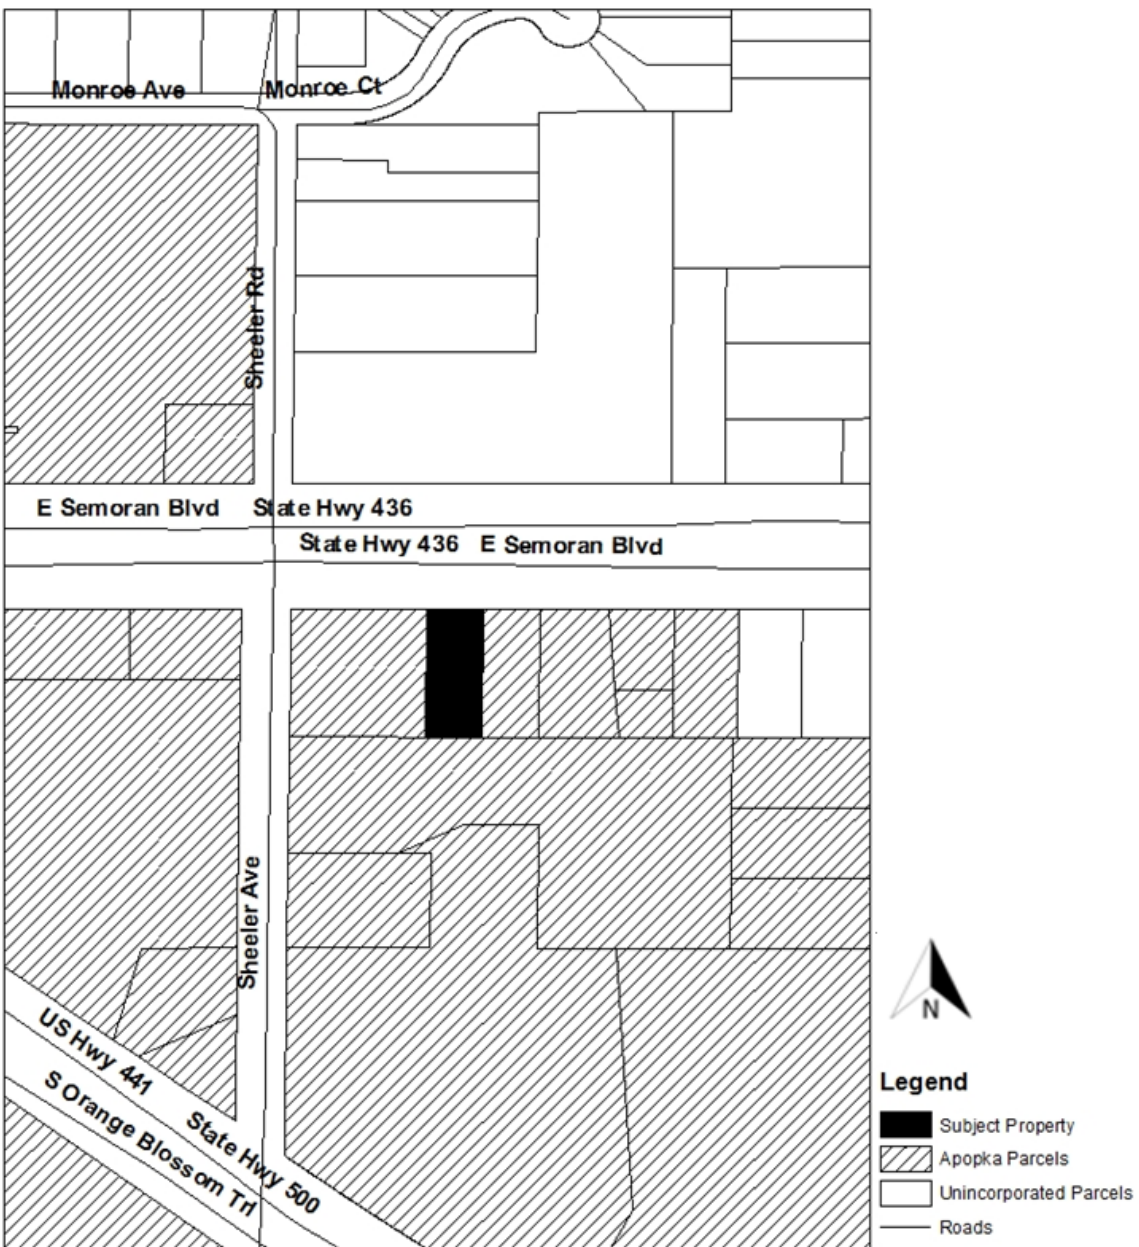 Monroe Ave
Monroe Ct
Sheeler Rd
E Semoran Blvd State Hwy 436
State Hwy 436 E Semoran Blvd
Sheeler Ave
US Hwy 441
State Hwy 500
S Orange Blossom Trl
N
Legend
Subject Property
Apopka Parcels
Unincorporated Parcels
Roads